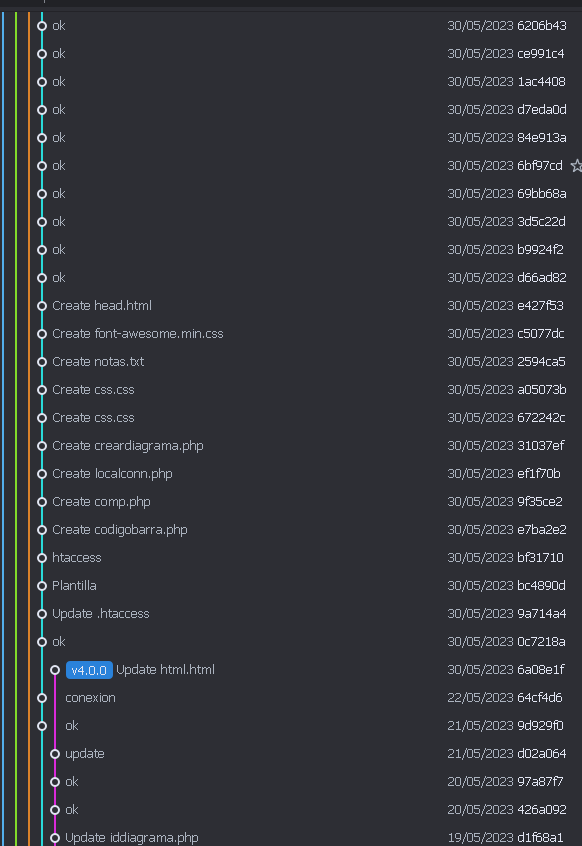 ok 30/05/2023 6206b43
ok 30/05/2023 ce991c4
ok 30/05/2023 1ac4408
ok 30/05/2023 d7eda0d
ok 30/05/2023 84e913a
ok 30/05/2023 6bf97cd
ok 30/05/2023 69bb68a
ok 30/05/2023 3d5c22d
ok 30/05/2023 b9924f2
ok 30/05/2023 d66ad82
Create head.html 30/05/2023 e427f53
Create font-awesome.min.css 30/05/2023 c5077dc
Create notas.txt 30/05/2023 2594ca5
Create css.css 30/05/2023 a05073b
Create css.css 30/05/2023 672242c
Create creardiagrama.php 30/05/2023 31037ef
Create localconn.php 30/05/2023 ef1f70b
Create comp.php 30/05/2023 9f35ce2
Create codigobarra.php 30/05/2023 e7ba2e2
htaccess 30/05/2023 bf31710
Plantilla 30/05/2023 bc4890d
Update .htaccess 30/05/2023 9a714a4
ok 30/05/2023 0c7218a
v4.0.0 Update html.html 30/05/2023 6a08e1f
conexion 22/05/2023 64cf4d6
ok 21/05/2023 9d929f0
update 21/05/2023 d02a064
ok 20/05/2023 97a87f7
ok 20/05/2023 426a092
Update iddiagrama.php 19/05/2023 d1f68a1